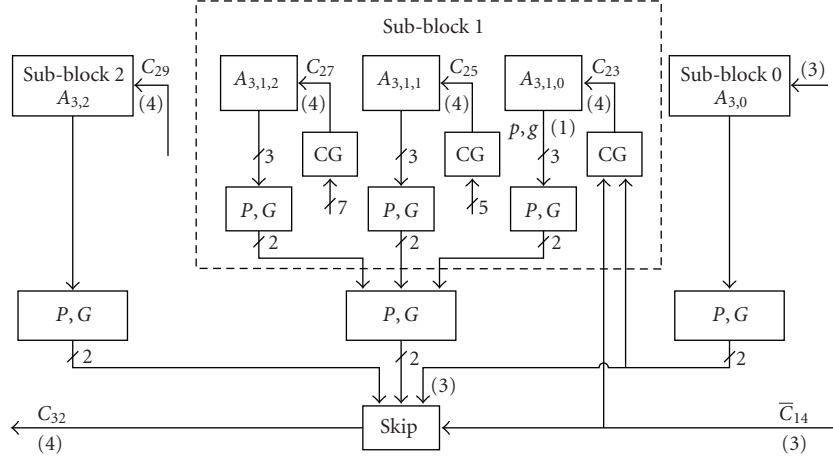 Sub-block 1
Sub-block 2
A3,2
C29
(4)
A3,1,2
C27
(4)
A3,1,1
C25
(4)
A3,1,0
C23
(4)
Sub-block 0
A3,0
(3)
p, g (1)
3
CG
3
CG
3
CG
P, G
7
P, G
5
P, G
2
2
2
P, G
P, G
P, G
2
2
2
(3)
C32
(4)
Skip
C̅14
(3)